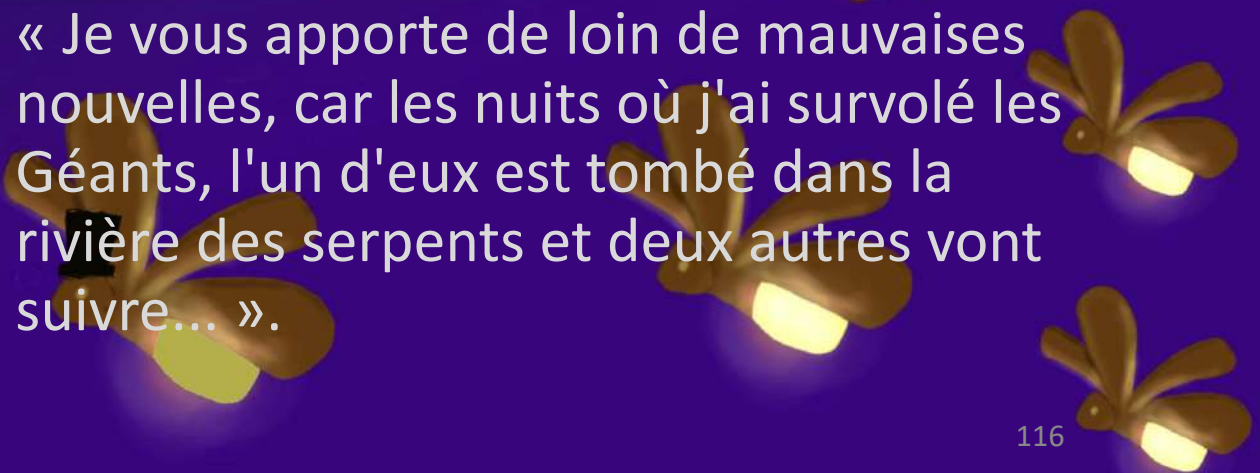 « Je vous apporte de loin de mauvaises
nouvelles, car les nuits où j'ai survolé les
Géants, l'un d'eux est tombé dans la
rivière des serpents et deux autres vont
suivre... ».
116